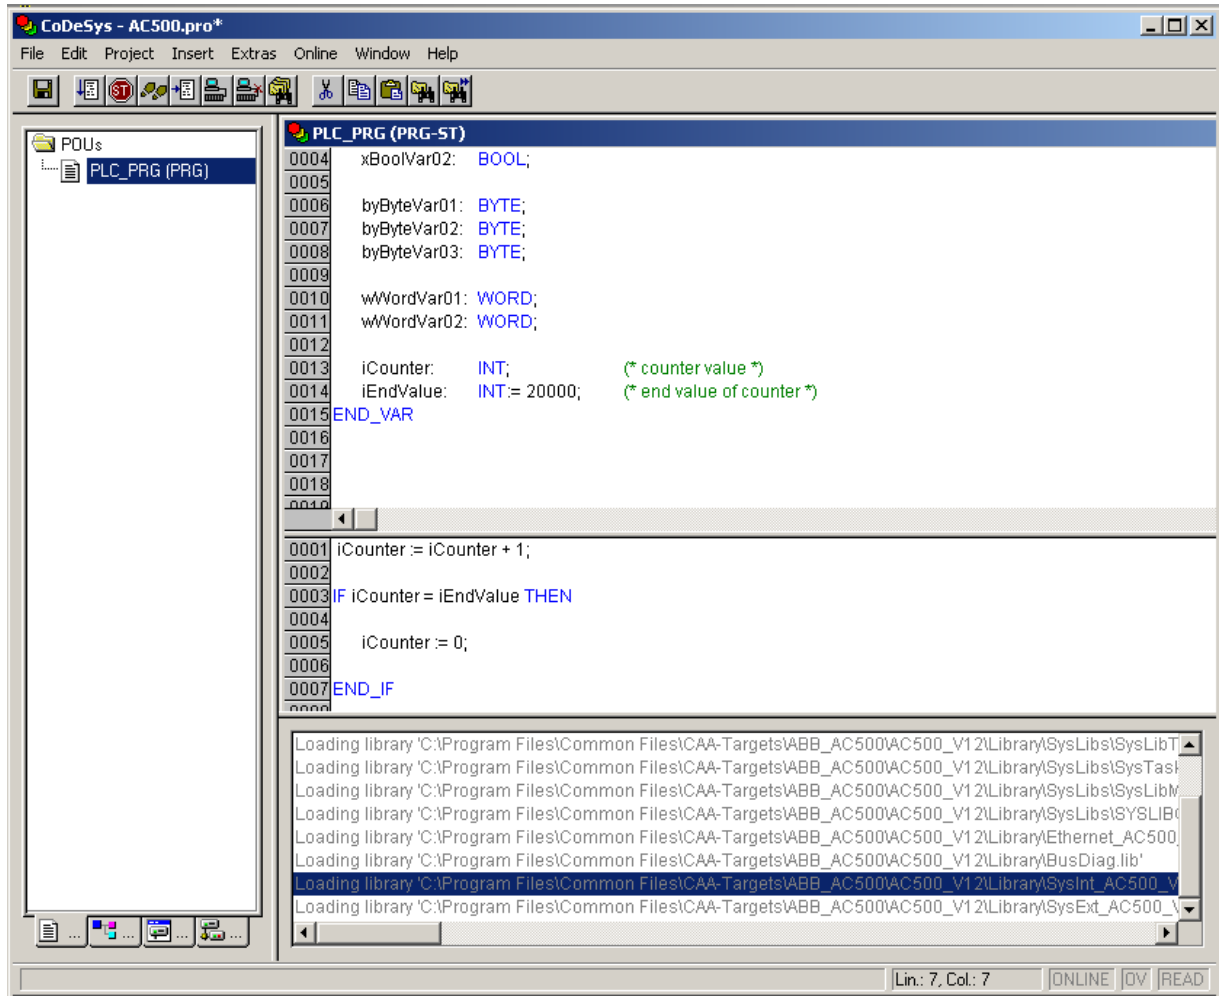 CoDeSys - AC500.pro*
File Edit Project Insert Extras Online Window Help
POUs
PLC_PRG (PRG)
PLC_PRG (PRG-ST)
0004 xBoolVar02: BOOL;
0005
0006 byByteVar01: BYTE;
0007 byByteVar02: BYTE;
0008 byByteVar03: BYTE;
0009
0010 wWordVar01: WORD;
0011 wWordVar02: WORD;
0012
0013 iCounter: INT; (* counter value *)
0014 iEndValue: INT:= 20000; (* end value of counter *)
0015 END_VAR
0016
0017
0018
0019
0001 iCounter := iCounter + 1;
0002
0003 IF iCounter = iEndValue THEN
0004
0005 iCounter := 0;
0006
0007 END_IF
Loading library 'C:\Program Files\Common Files\CAA-Targets\ABB_AC500\AC500_V12\Library\SysLibs\SysLibT
Loading library 'C:\Program Files\Common Files\CAA-Targets\ABB_AC500\AC500_V12\Library\SysLibs\SysTask
Loading library 'C:\Program Files\Common Files\CAA-Targets\ABB_AC500\AC500_V12\Library\SysLibs\SysLibM
Loading library 'C:\Program Files\Common Files\CAA-Targets\ABB_AC500\AC500_V12\Library\SysLibs\SYSLIBC
Loading library 'C:\Program Files\Common Files\CAA-Targets\ABB_AC500\AC500_V12\Library\Ethernet_AC500_
Loading library 'C:\Program Files\Common Files\CAA-Targets\ABB_AC500\AC500_V12\Library\BusDiag.lib'
Loading library 'C:\Program Files\Common Files\CAA-Targets\ABB_AC500\AC500_V12\Library\SysInt_AC500_V
Loading library 'C:\Program Files\Common Files\CAA-Targets\ABB_AC500\AC500_V12\Library\SysExt_AC500_V
... ... ... ...
Lin.: 7, Col.: 7 ONLINE OV READ